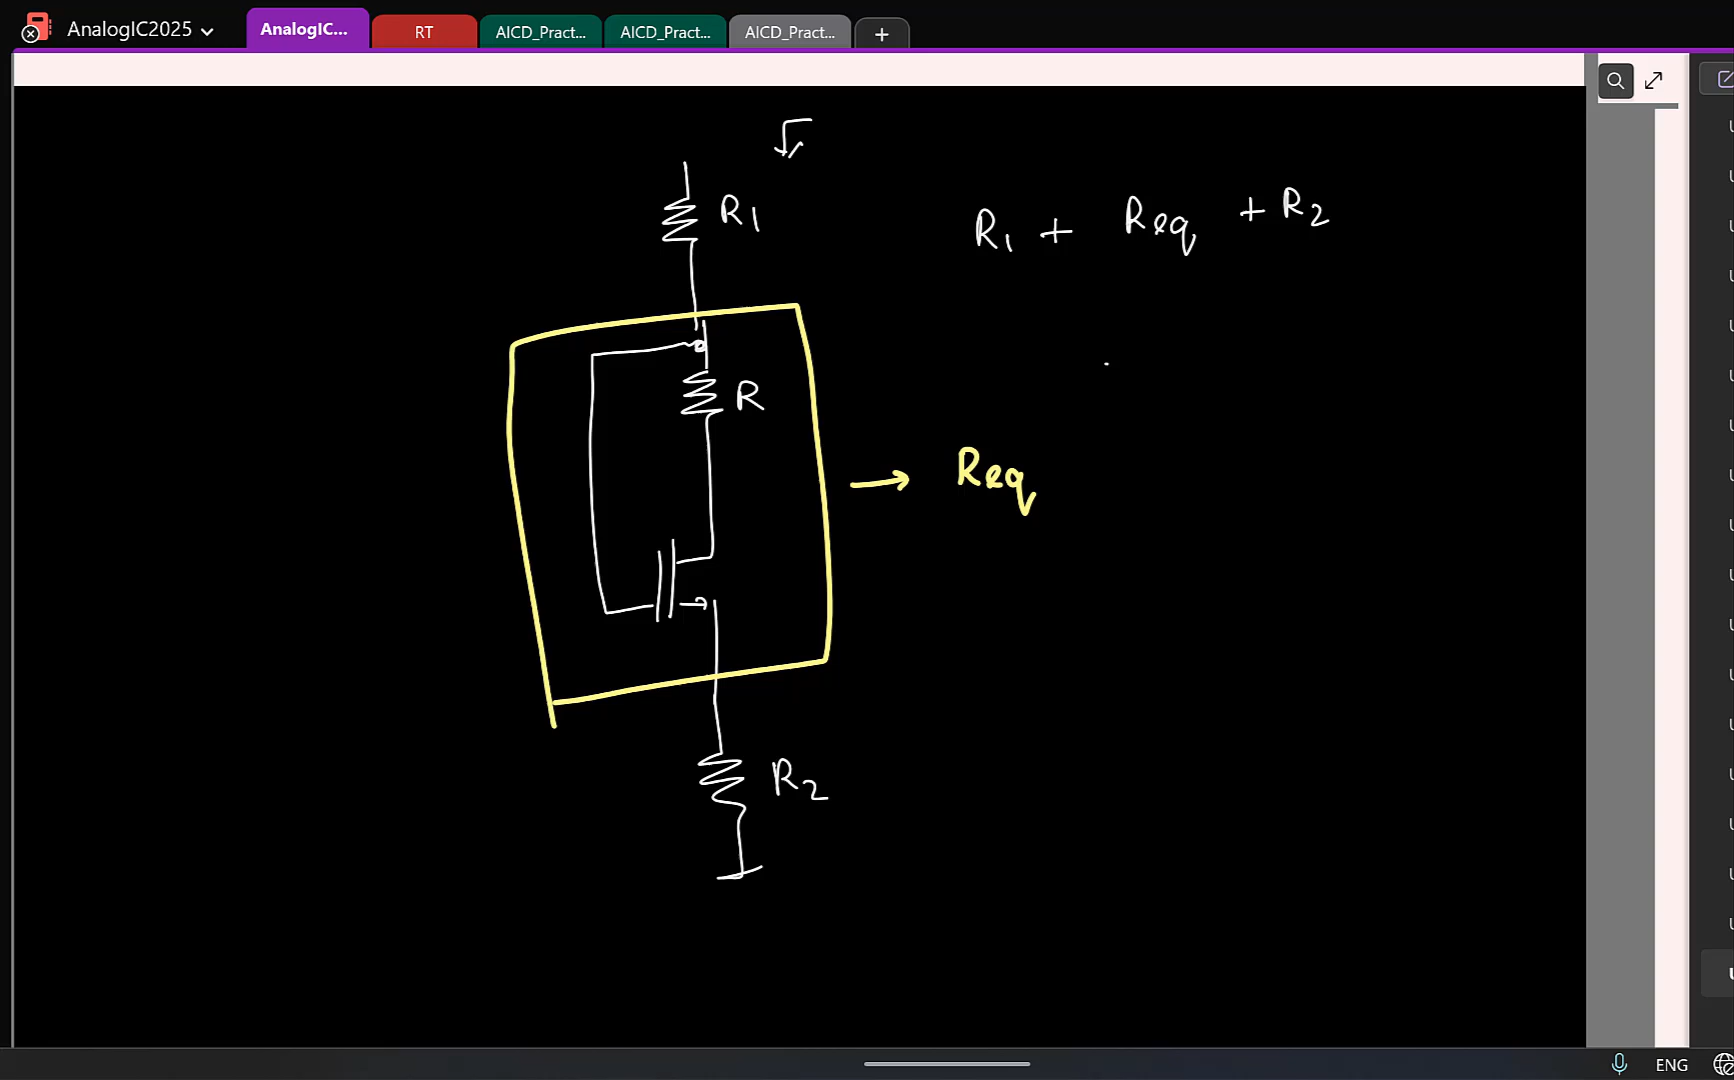 AnalogIC2025
AnalogIC...
RT
AICD_Pract...
AICD_Pract...
AICD_Pract...
+
R1
R1 + Req + R2
R
→ Req
R2
ENG